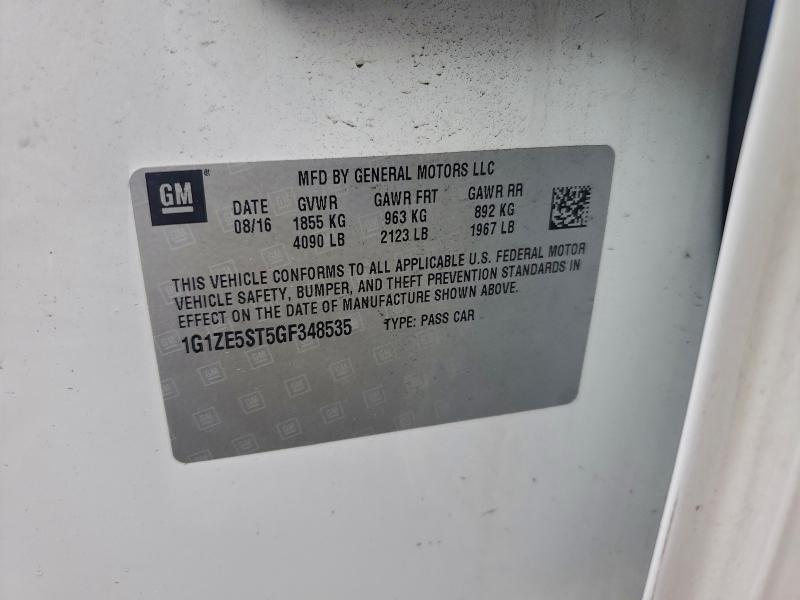 GM
MFD BY GENERAL MOTORS LLC
DATE GVWR GAWR FRT GAWR RR
08/16 1855 KG 963 KG 892 KG
4090 LB 2123 LB 1967 LB
THIS VEHICLE CONFORMS TO ALL APPLICABLE U.S. FEDERAL MOTOR
VEHICLE SAFETY, BUMPER, AND THEFT PREVENTION STANDARDS IN
EFFECT ON THE DATE OF MANUFACTURE SHOWN ABOVE.
1G1ZE5ST5GF348535 TYPE: PASS CAR